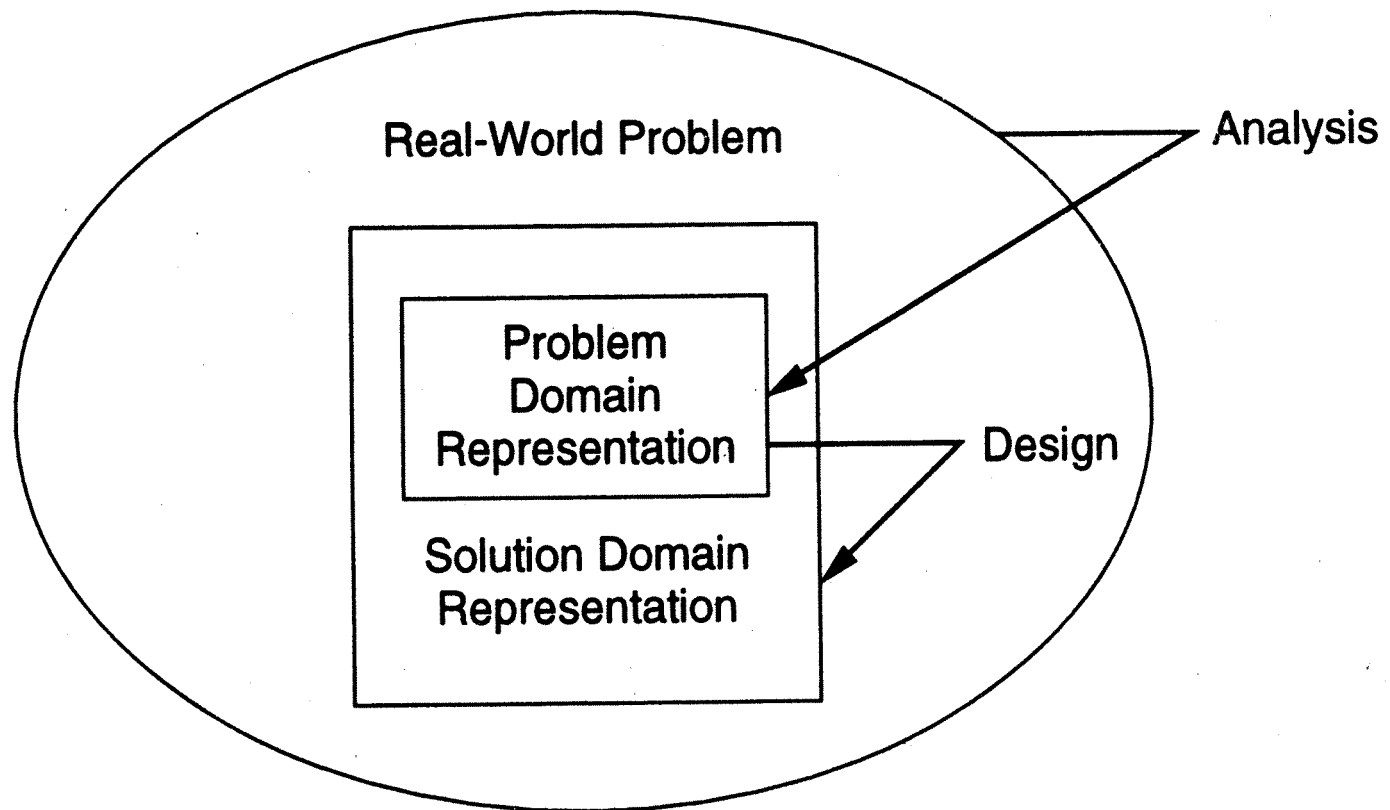 Real-World Problem
Analysis
Problem
Domain
Representation
Design
Solution Domain
Representation